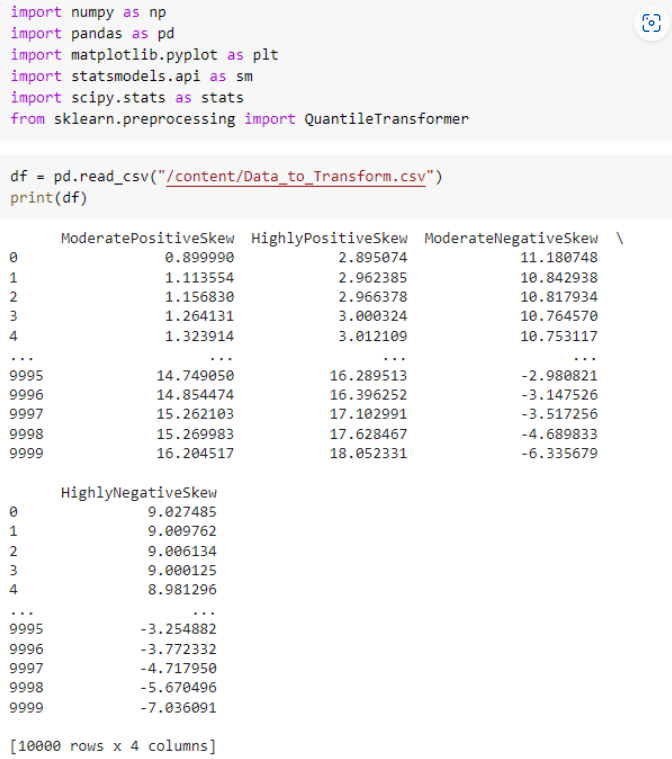 import numpy as np
import pandas as pd
import matplotlib.pyplot as plt
import statsmodels.api as sm
import scipy.stats as stats
from sklearn.preprocessing import QuantileTransformer
df = pd.read_csv("/content/Data_to_Transform.csv")
print(df)
ModeratePositiveSkew HighlyPositiveSkew ModerateNegativeSkew \
0 0.899990 2.895074 11.180748
1 1.113554 2.962385 10.842938
2 1.156830 2.966378 10.817934
3 1.264131 3.000324 10.764570
4 1.323914 3.012109 10.753117
... ... ... ...
9995 14.749050 16.289513 -2.980821
9996 14.854474 16.396252 -3.147526
9997 15.262103 17.102991 -3.517256
9998 15.269983 17.628467 -4.689833
9999 16.204517 18.052331 -6.335679
HighlyNegativeSkew
0 9.027485
1 9.009762
2 9.006134
3 9.000125
4 8.981296
... ...
9995 -3.254882
9996 -3.772332
9997 -4.717950
9998 -5.670496
9999 -7.036091
[10000 rows x 4 columns]